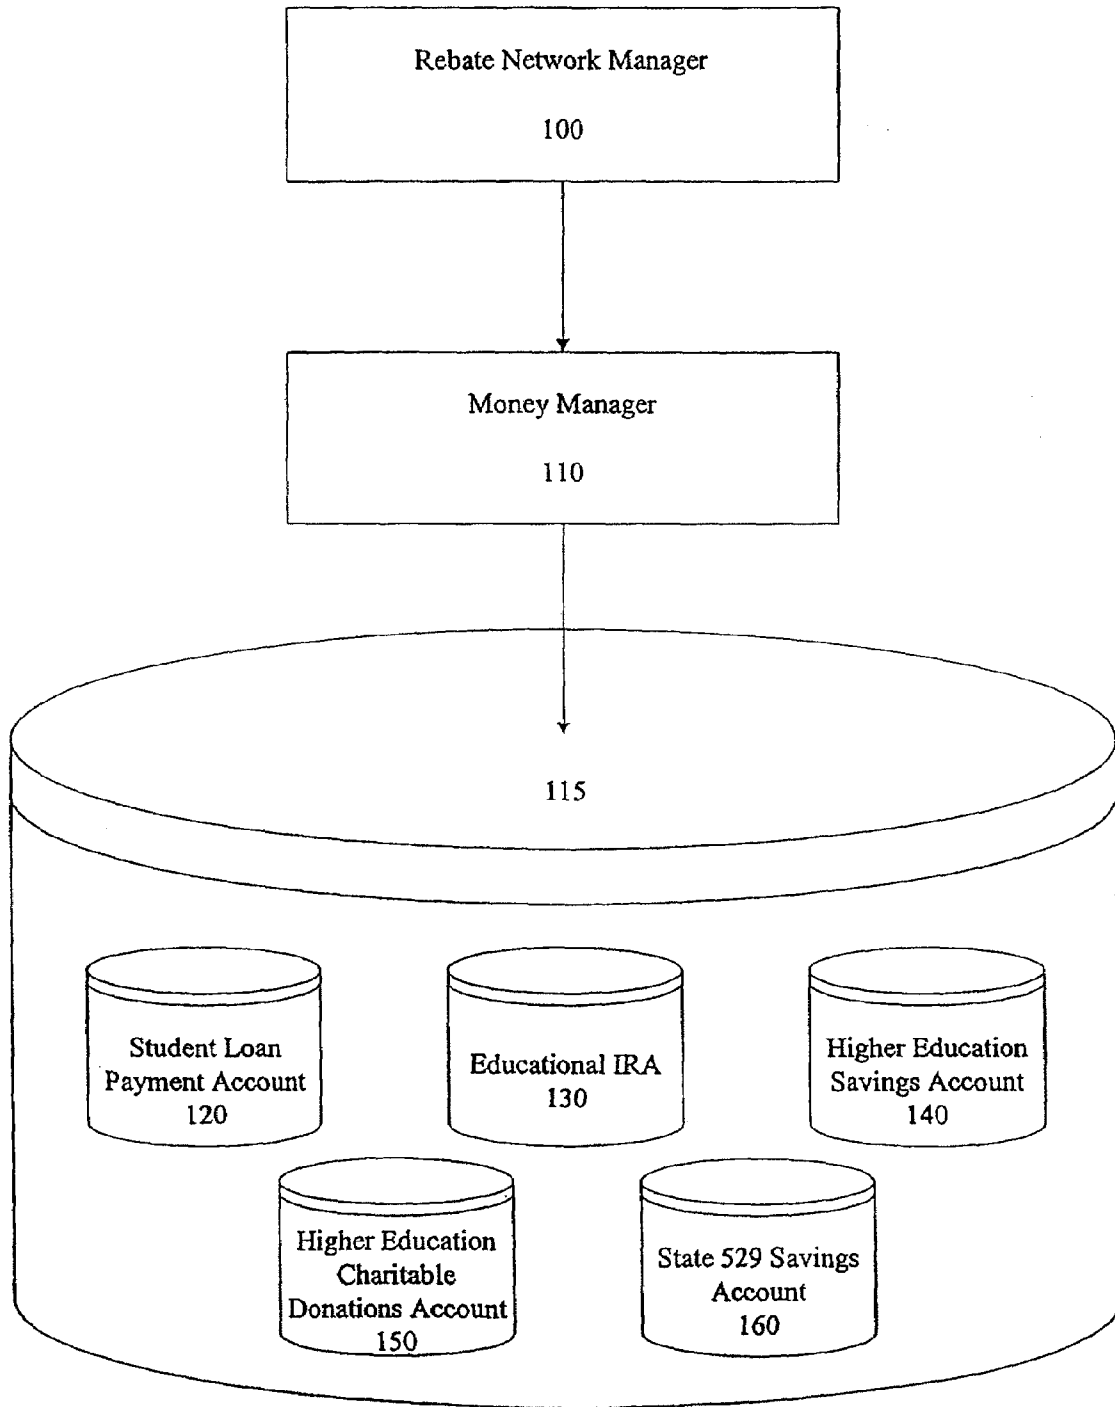 Rebate Network Manager
100
Money Manager
110
115
Student Loan
Payment Account
120
Educational IRA
130
Higher Education
Savings Account
140
Higher Education
Charitable
Donations Account
150
State 529 Savings
Account
160